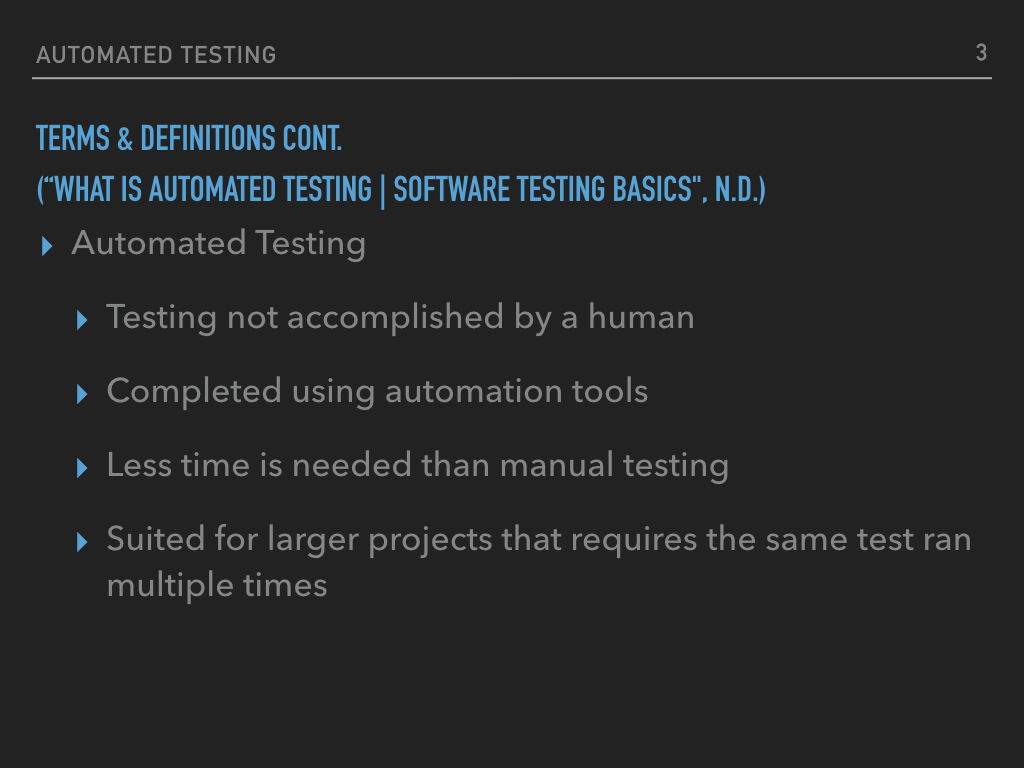 AUTOMATED TESTING
3
TERMS & DEFINITIONS CONT.
(“WHAT IS AUTOMATED TESTING | SOFTWARE TESTING BASICS", N.D.)
Automated Testing
Testing not accomplished by a human
Completed using automation tools
Less time is needed than manual testing
Suited for larger projects that requires the same test ran
multiple times